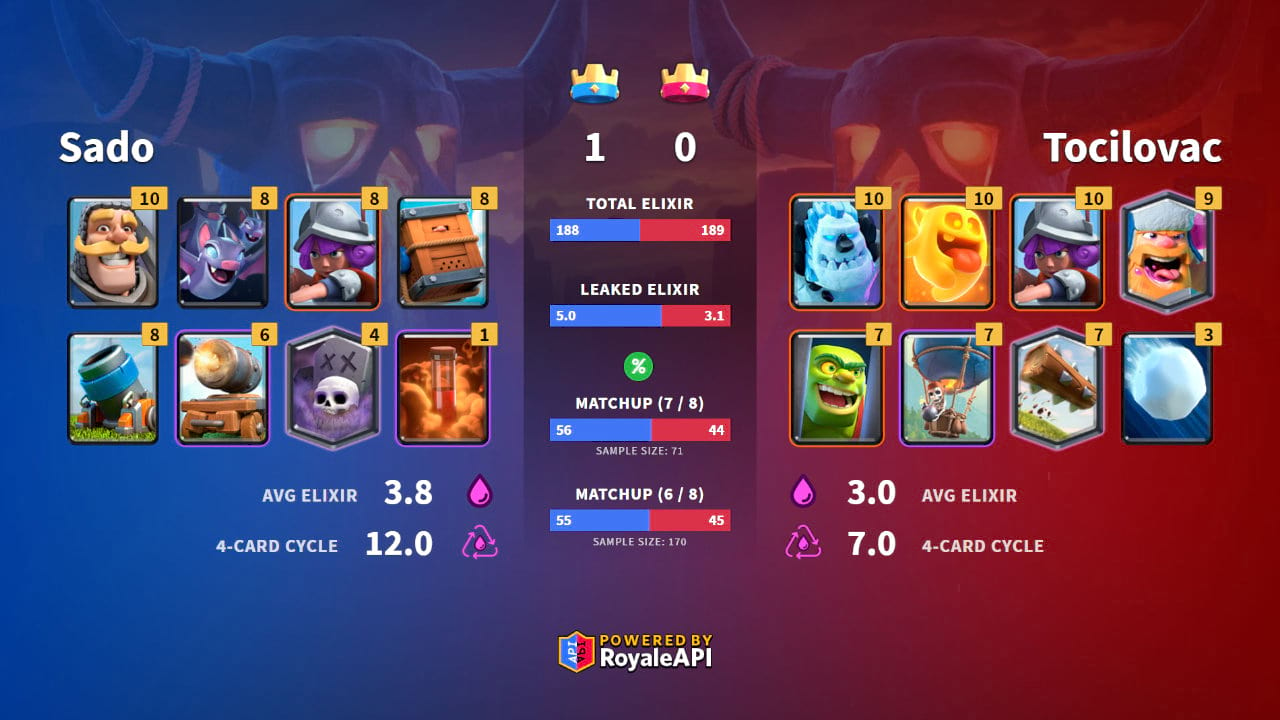 Sado
1 0
Tocilovac
10 8 8 8
8 6 4 1
AVG ELIXIR 3.8
4-CARD CYCLE 12.0
TOTAL ELIXIR
188 189
LEAKED ELIXIR
5.0 3.1
%
MATCHUP (7 / 8)
56 44
SAMPLE SIZE: 71
MATCHUP (6 / 8)
55 45
SAMPLE SIZE: 170
10 10 10 9
7 7 7 3
3.0 AVG ELIXIR
7.0 4-CARD CYCLE
API API
POWERED BY
RoyaleAPI